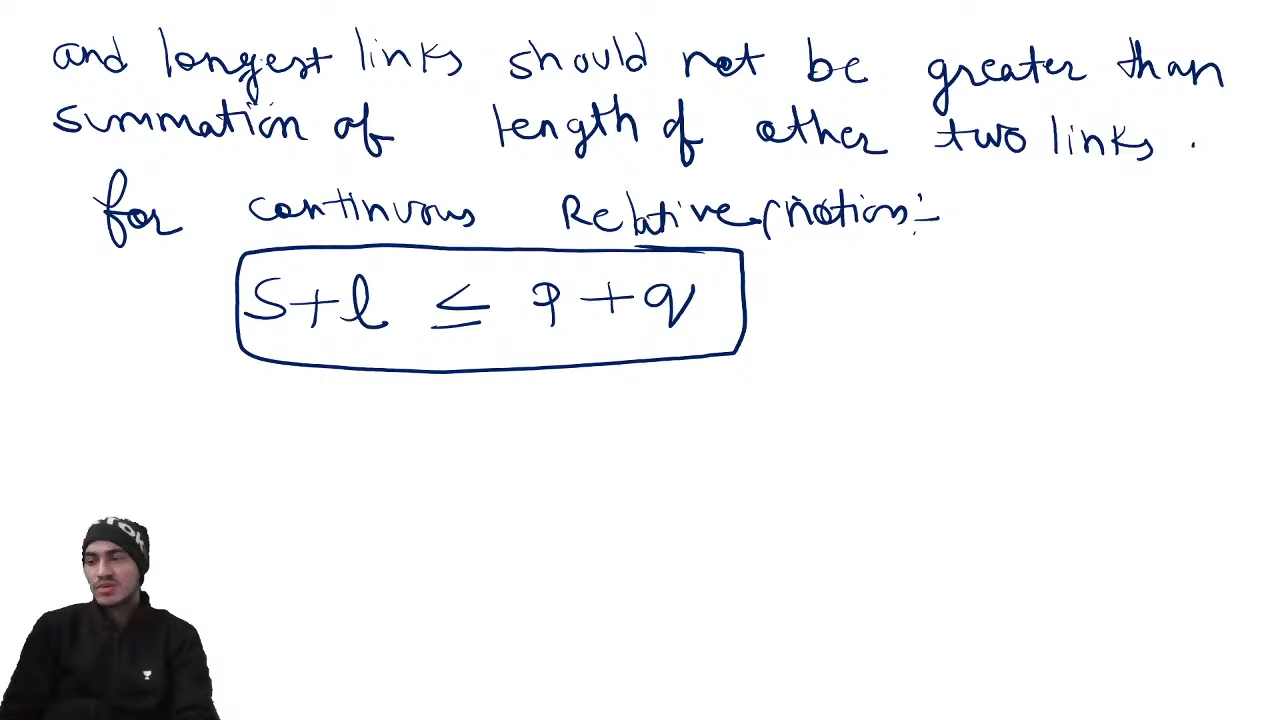 and longest links should not be greater than
summation of length of other two links.
for continuous Relative motion:-
S+l ≤ p+q